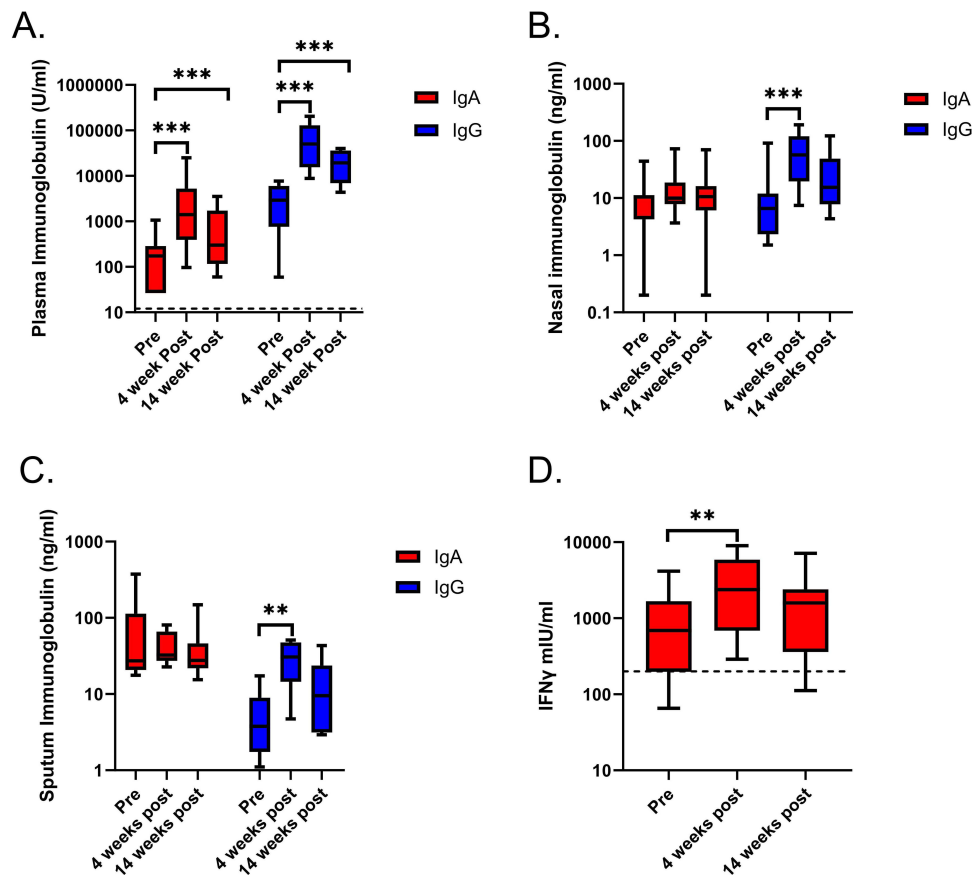 A.
Plasma Immunoglobulin (U/ml)
1000000
100000
10000
1000
100
10
***
***
***
***
Pre
4 week Post
14 week Post
Pre
4 week Post
14 week Post
IgA
IgG
B.
Nasal immunoglobulin (ng/ml)
1000
100
10
1
0.1
***
Pre
4 weeks post
14 weeks post
Pre
4 weeks post
14 weeks post
IgA
IgG
C.
Sputum Immunoglobulin (ng/ml)
1000
100
10
1
**
Pre
4 weeks post
14 weeks post
Pre
4 weeks post
14 weeks post
IgA
IgG
D.
IFNγ mIU/ml
10000
1000
100
10
**
Pre
4 weeks post
14 weeks post